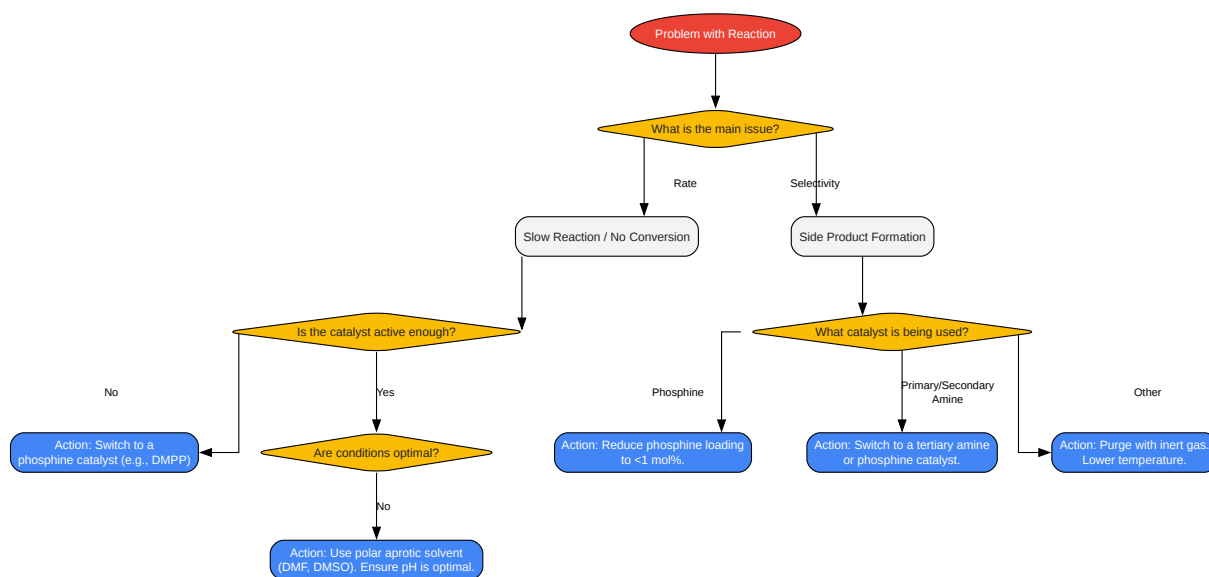 Problem with Reaction
What is the main issue?
Rate
Selectivity
Slow Reaction / No Conversion
Side Product Formation
Is the catalyst active enough?
What catalyst is being used?
No
Yes
Phosphine
Primary/Secondary
Amine
Other
Action: Switch to a
phosphine catalyst (e.g., DMPP)
Are conditions optimal?
Action: Reduce phosphine loading
to <1 mol%.
Action: Switch to a tertiary amine
or phosphine catalyst.
Action: Purge with inert gas.
Lower temperature.
No
Action: Use polar aprotic solvent
(DMF, DMSO). Ensure pH is optimal.